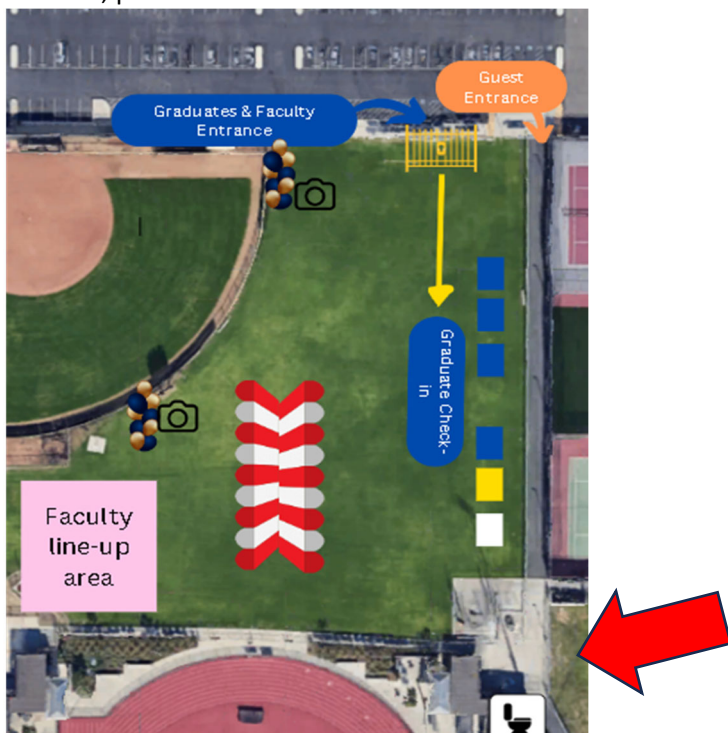 Guest
Entrance
Graduates & Faculty
Entrance
Graduate Check-
in
Faculty
line-up
area